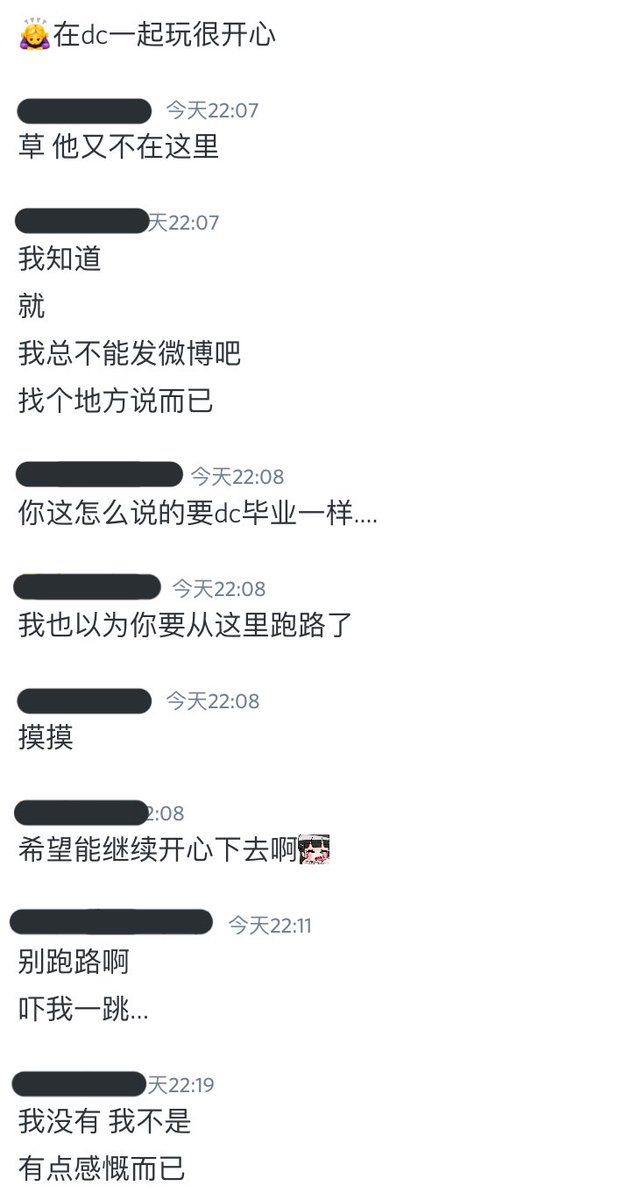 在dc一起玩很开心
今天22:07
草 他又不在这里
天22:07
我知道
就
我总不能发微博吧
找个地方说而已
今天22:08
你这怎么说的要dc毕业一样....
今天22:08
我也以为你要从这里跑路了
今天22:08
摸摸
2:08
希望能继续开心下去啊
今天22:11
别跑路啊
吓我一跳...
天22:19
我没有 我不是
有点感慨而已